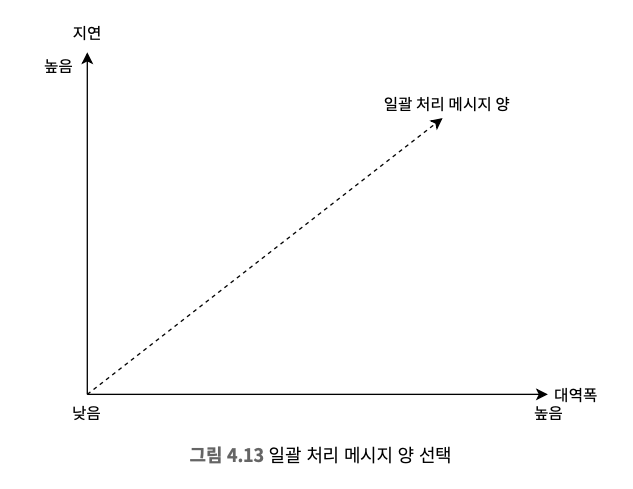 지연
높음
일괄 처리 메시지 양
대역폭
낮음
높음
그림 4.13 일괄 처리 메시지 양 선택